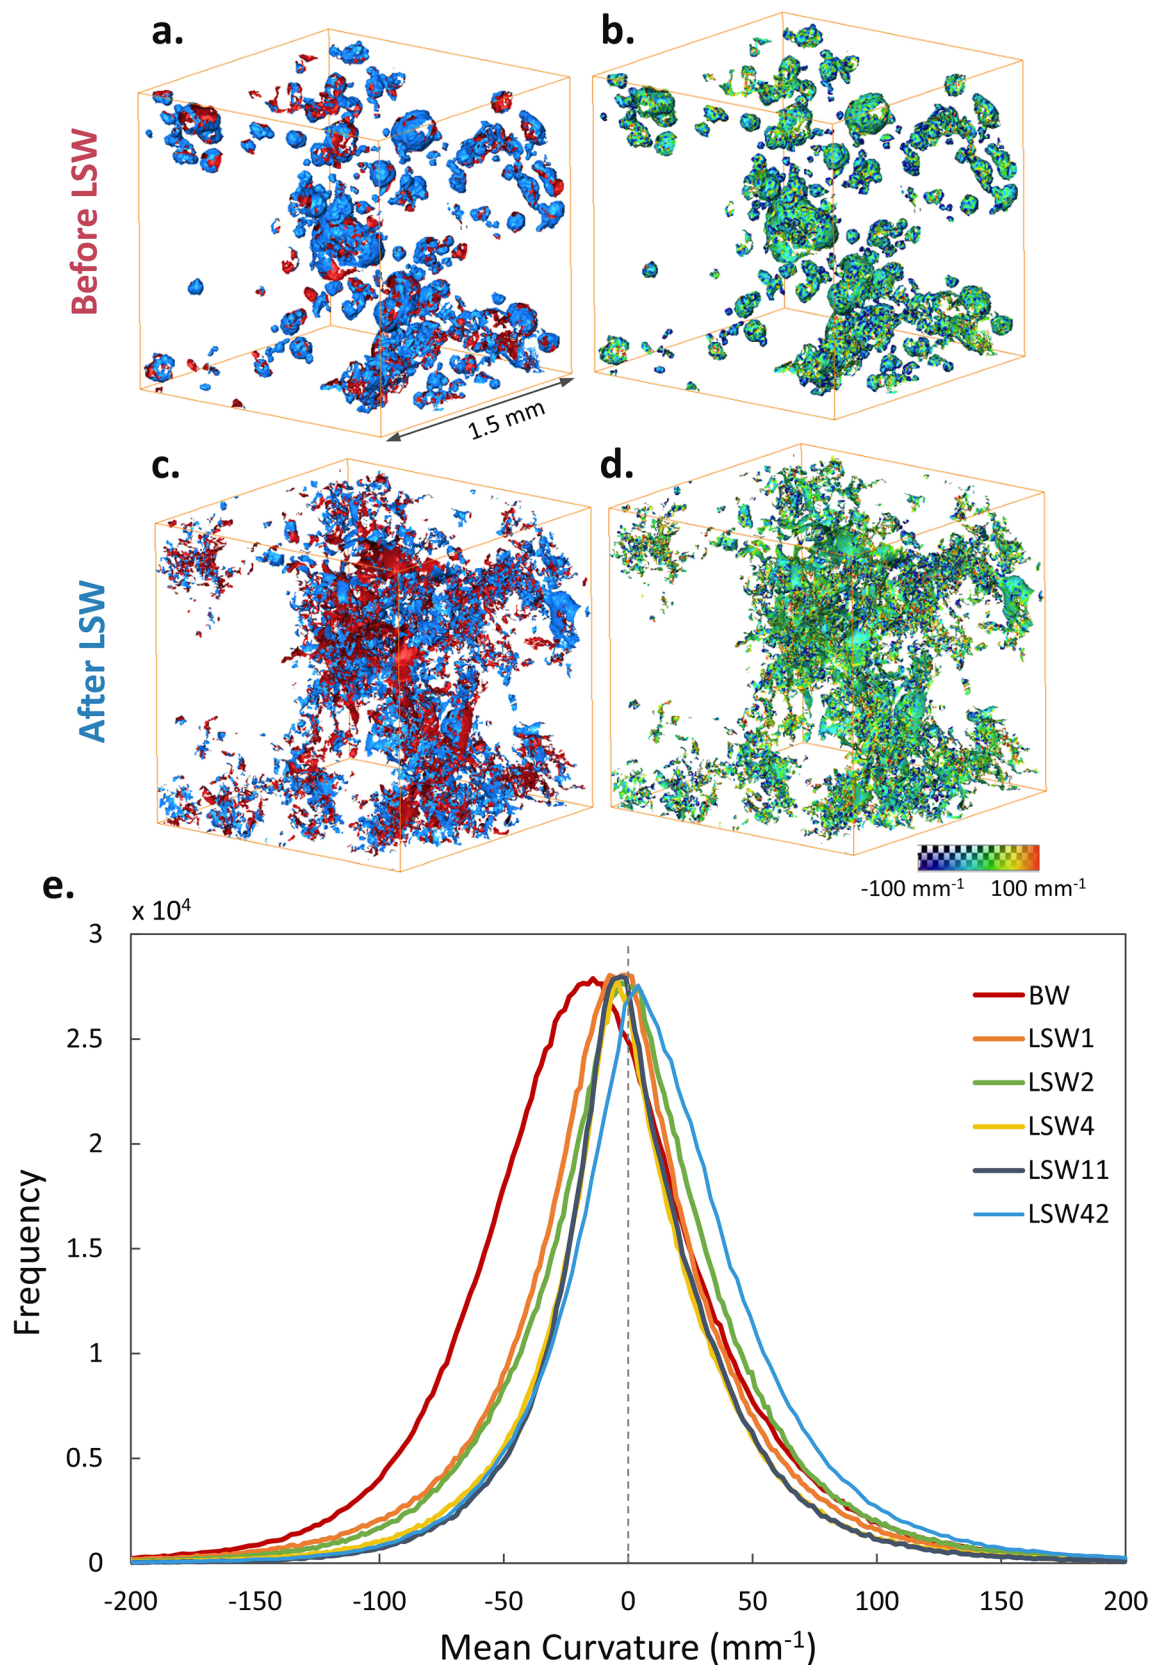 a.
b.
Before LSW
1.5 mm
c.
d.
After LSW
-100 mm-1
100 mm-1
e.
x 10⁴
3
2.5
2
1.5
1
0.5
0
Frequency
BW
LSW1
LSW2
LSW4
LSW11
LSW42
-200
-150
-100
-50
0
50
100
150
200
Mean Curvature (mm-1)